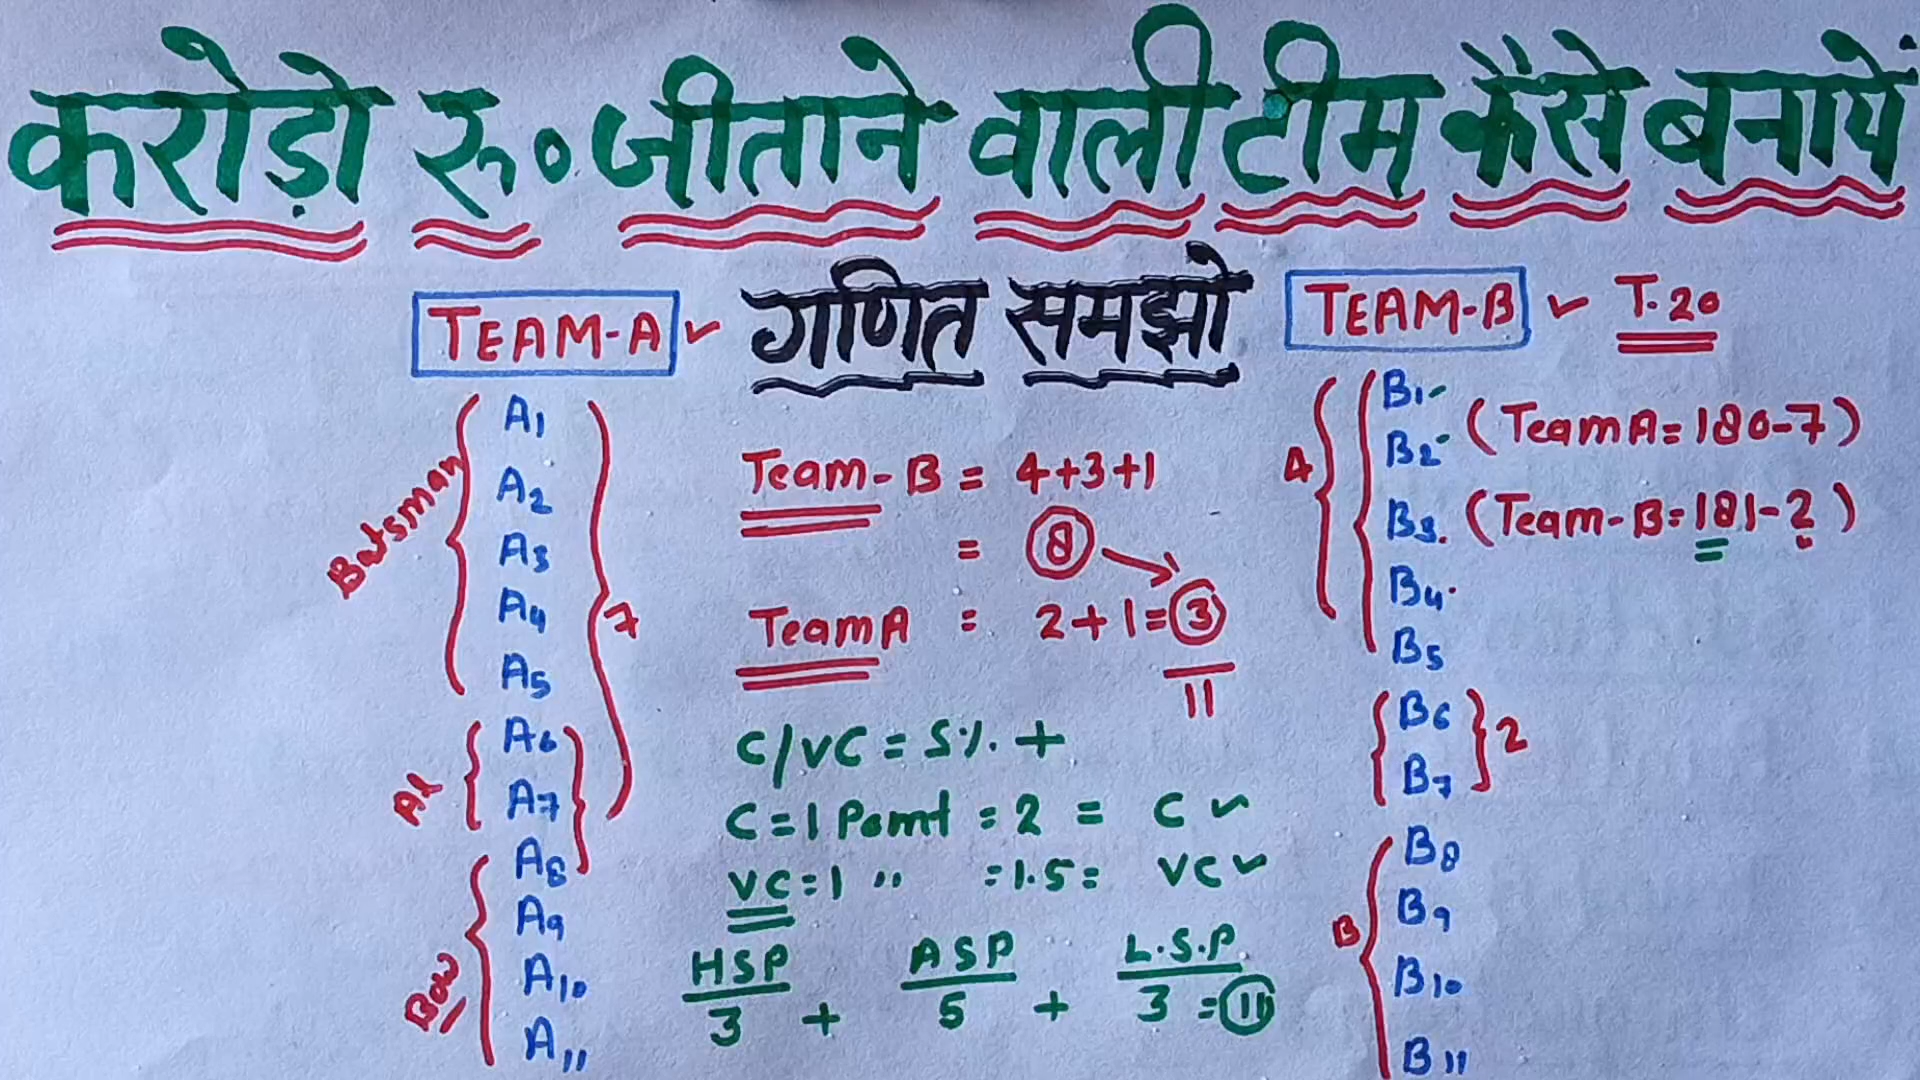 करोड़ो रु० जीताने वाली टीम कैसे बनायें
गणित समझो
TEAM-A
Batsman
A1
A2
A3
A4
A5
7
Al
A6
A7
Bow
A8
A9
A10
A11
Team-B = 4+3+1
= 8
Team A = 2+1=3
11
C/VC = 5%. +
C=1 Point = 2 = C ✓
VC=1 " =1.5= VC ✓
HSP/3 + ASP/5 + L.S.P/3 = 11
TEAM-B ✓ T.20
4
B1 (Team A=180-7)
B2
B3 (Team-B=181-2)
B4
B5
B6
B7
2
B
B8
B9
B10
B11